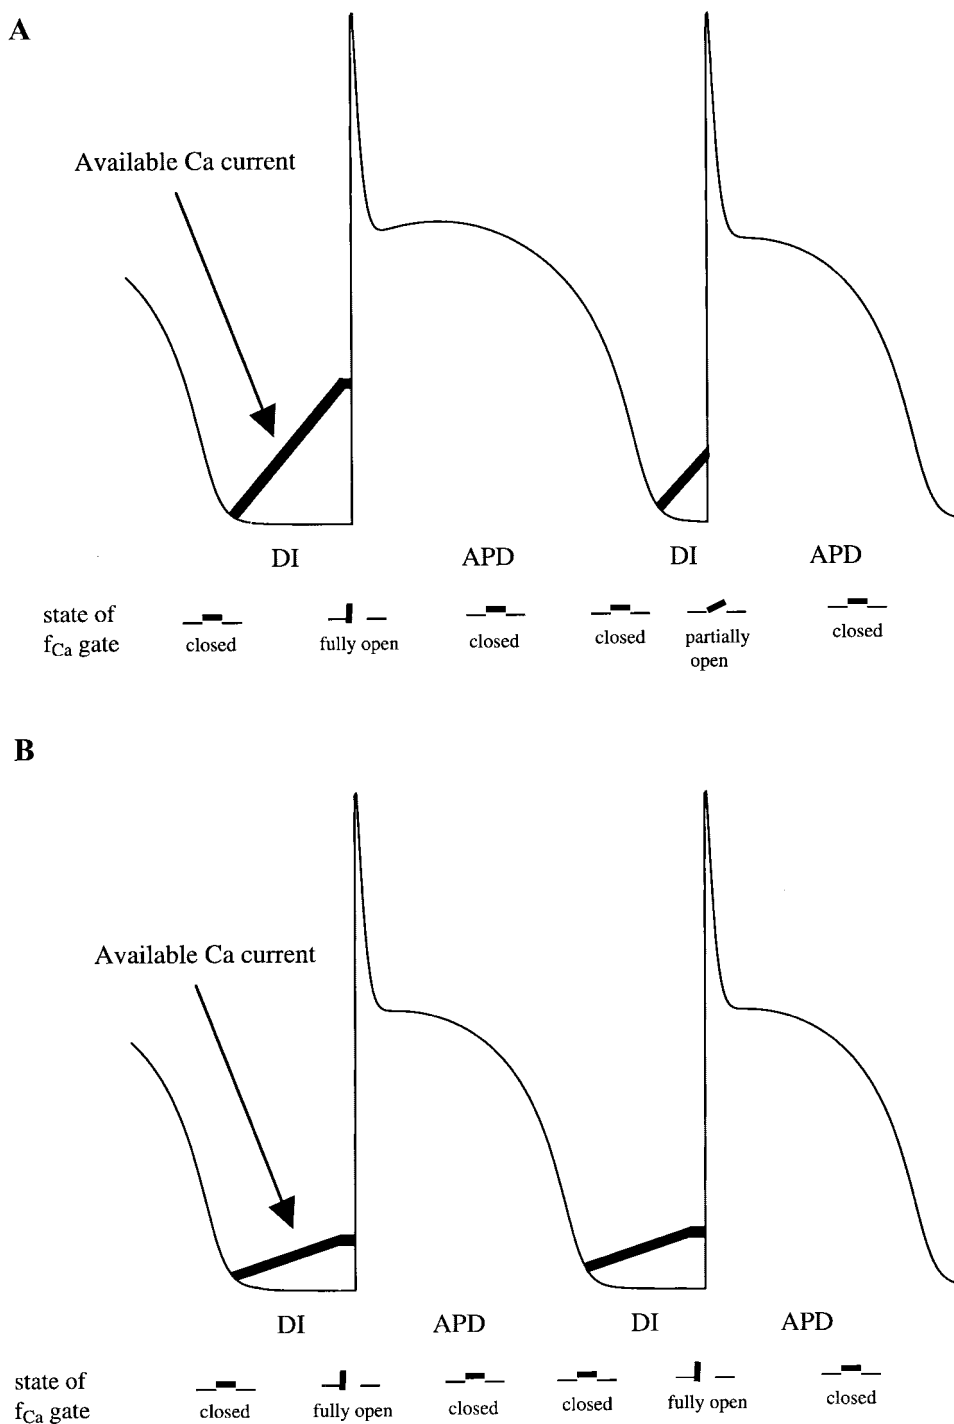 A
Available Ca current
DI APD DI APD
state of
fCa gate
closed fully open closed closed partially open closed
B
Available Ca current
DI APD DI APD
state of
fCa gate
closed fully open closed closed fully open closed